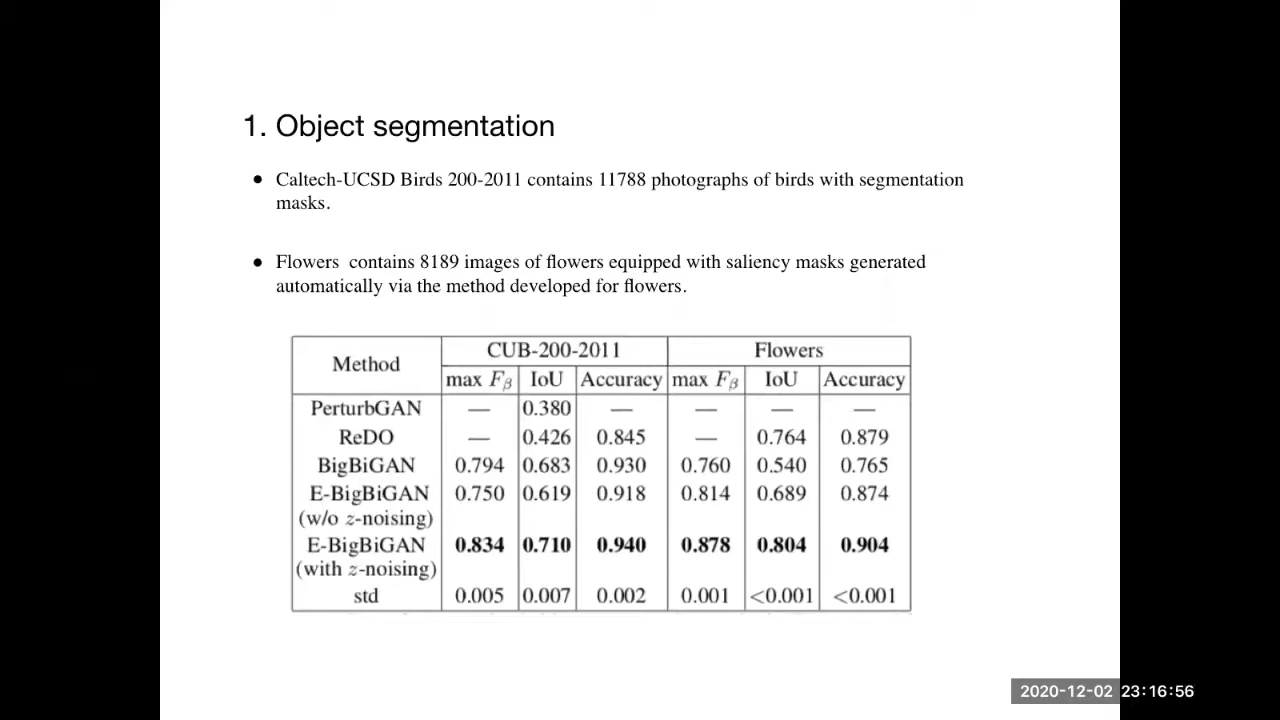 1. Object segmentation
• Caltech-UCSD Birds 200-2011 contains 11788 photographs of birds with segmentation
masks.
• Flowers contains 8189 images of flowers equipped with saliency masks generated
automatically via the method developed for flowers.
Method CUB-200-2011 Flowers
max Fβ IoU Accuracy max Fβ IoU Accuracy
PerturbGAN — 0.380 — — — —
ReDO — 0.426 0.845 — 0.764 0.879
BigBiGAN 0.794 0.683 0.930 0.760 0.540 0.765
E-BigBiGAN 0.750 0.619 0.918 0.814 0.689 0.874
(w/o z-noising)
E-BigBiGAN 0.834 0.710 0.940 0.878 0.804 0.904
(with z-noising)
std 0.005 0.007 0.002 0.001 <0.001 <0.001
2020-12-02 23:16:56